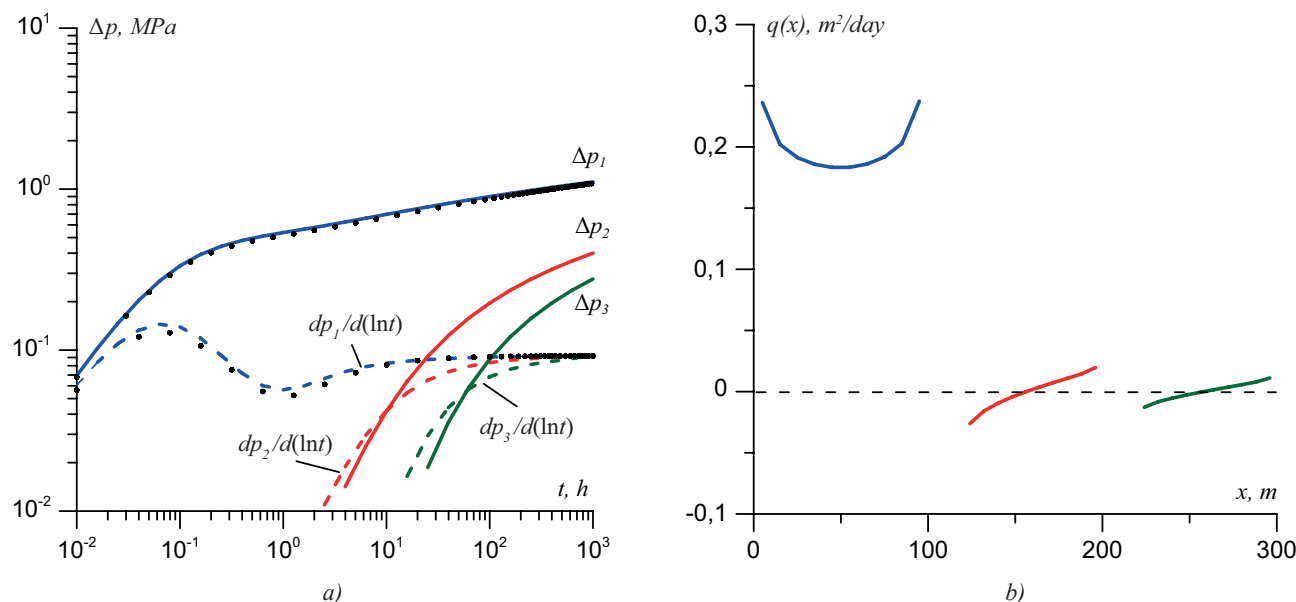 Δp, MPa
10¹
10⁰
10⁻¹
10⁻²
Δp₁
Δp₂
Δp₃
dp₁/d(lnt)
dp₂/d(lnt)
dp₃/d(lnt)
t, h
10⁻² 10⁻¹ 10⁰ 10¹ 10² 10³
a)
q(x), m²/day
0,3
0,2
0,1
0
-0,1
x, m
0 100 200 300
b)